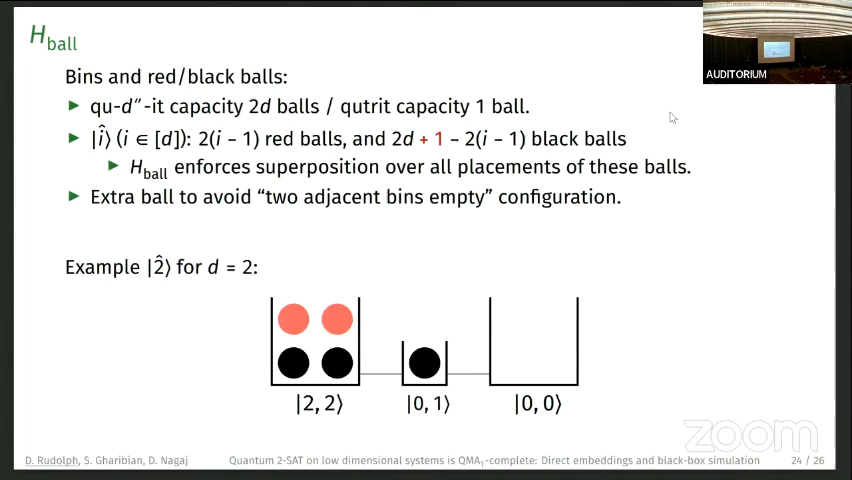 H_ball
AUDITORIUM
Bins and red/black balls:
▶ qu-d″-it capacity 2d balls / qutrit capacity 1 ball.
▶ |î⟩ (i ∈ [d]): 2(i − 1) red balls, and 2d + 1 − 2(i − 1) black balls
▶ H_ball enforces superposition over all placements of these balls.
▶ Extra ball to avoid “two adjacent bins empty” configuration.
Example |2̂⟩ for d = 2:
|2, 2⟩ |0, 1⟩ |0, 0⟩
zoom
D. Rudolph, S. Gharibian, D. Nagaj Quantum 2-SAT on low dimensional systems is QMA₁-complete: Direct embeddings and black-box simulation 24 / 26